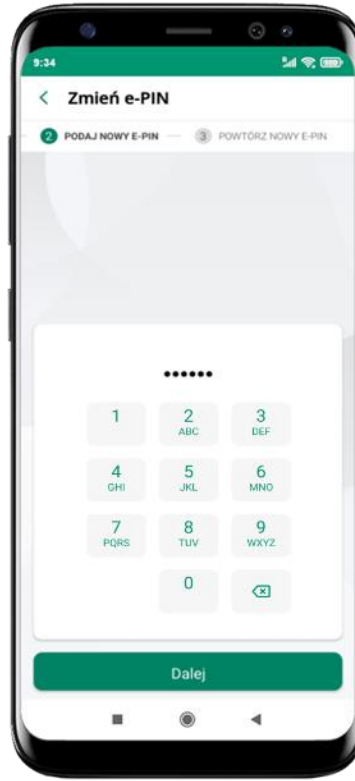 9:34
Zmień e-PIN
2 PODAJ NOWY E-PIN 3 POWTÓRZ NOWY E-PIN
••••••
1 2 3
ABC DEF
4 5 6
GHI JKL MNO
7 8 9
PQRS TUV WXYZ
0
Dalej